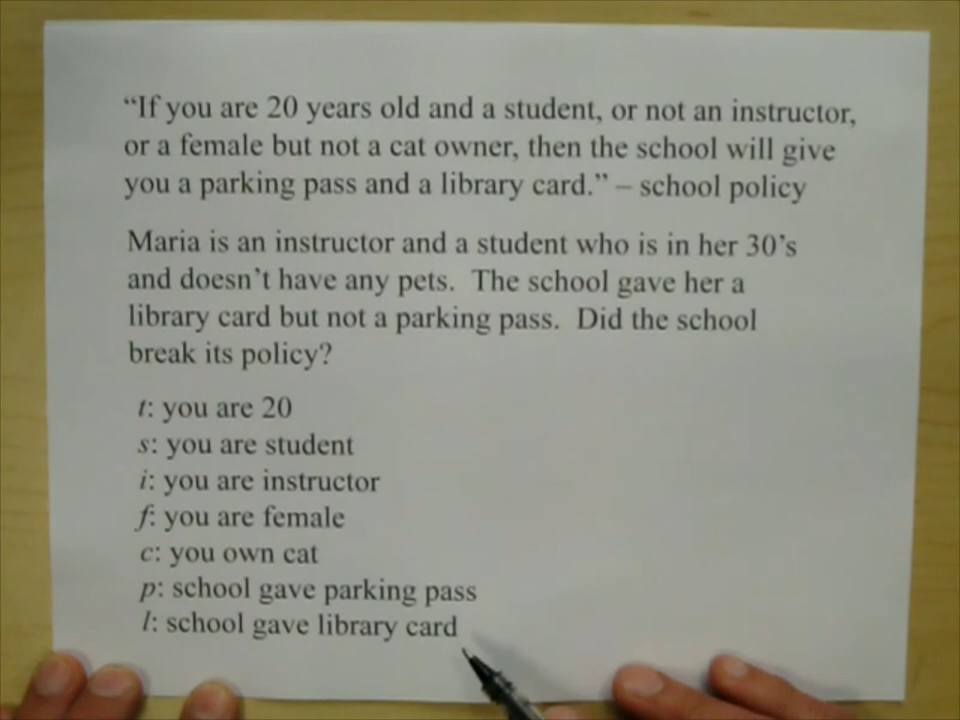 “If you are 20 years old and a student, or not an instructor,
or a female but not a cat owner, then the school will give
you a parking pass and a library card.” – school policy
Maria is an instructor and a student who is in her 30’s
and doesn’t have any pets.  The school gave her a
library card but not a parking pass.  Did the school
break its policy?
t: you are 20
s: you are student
i: you are instructor
f: you are female
c: you own cat
p: school gave parking pass
l: school gave library card